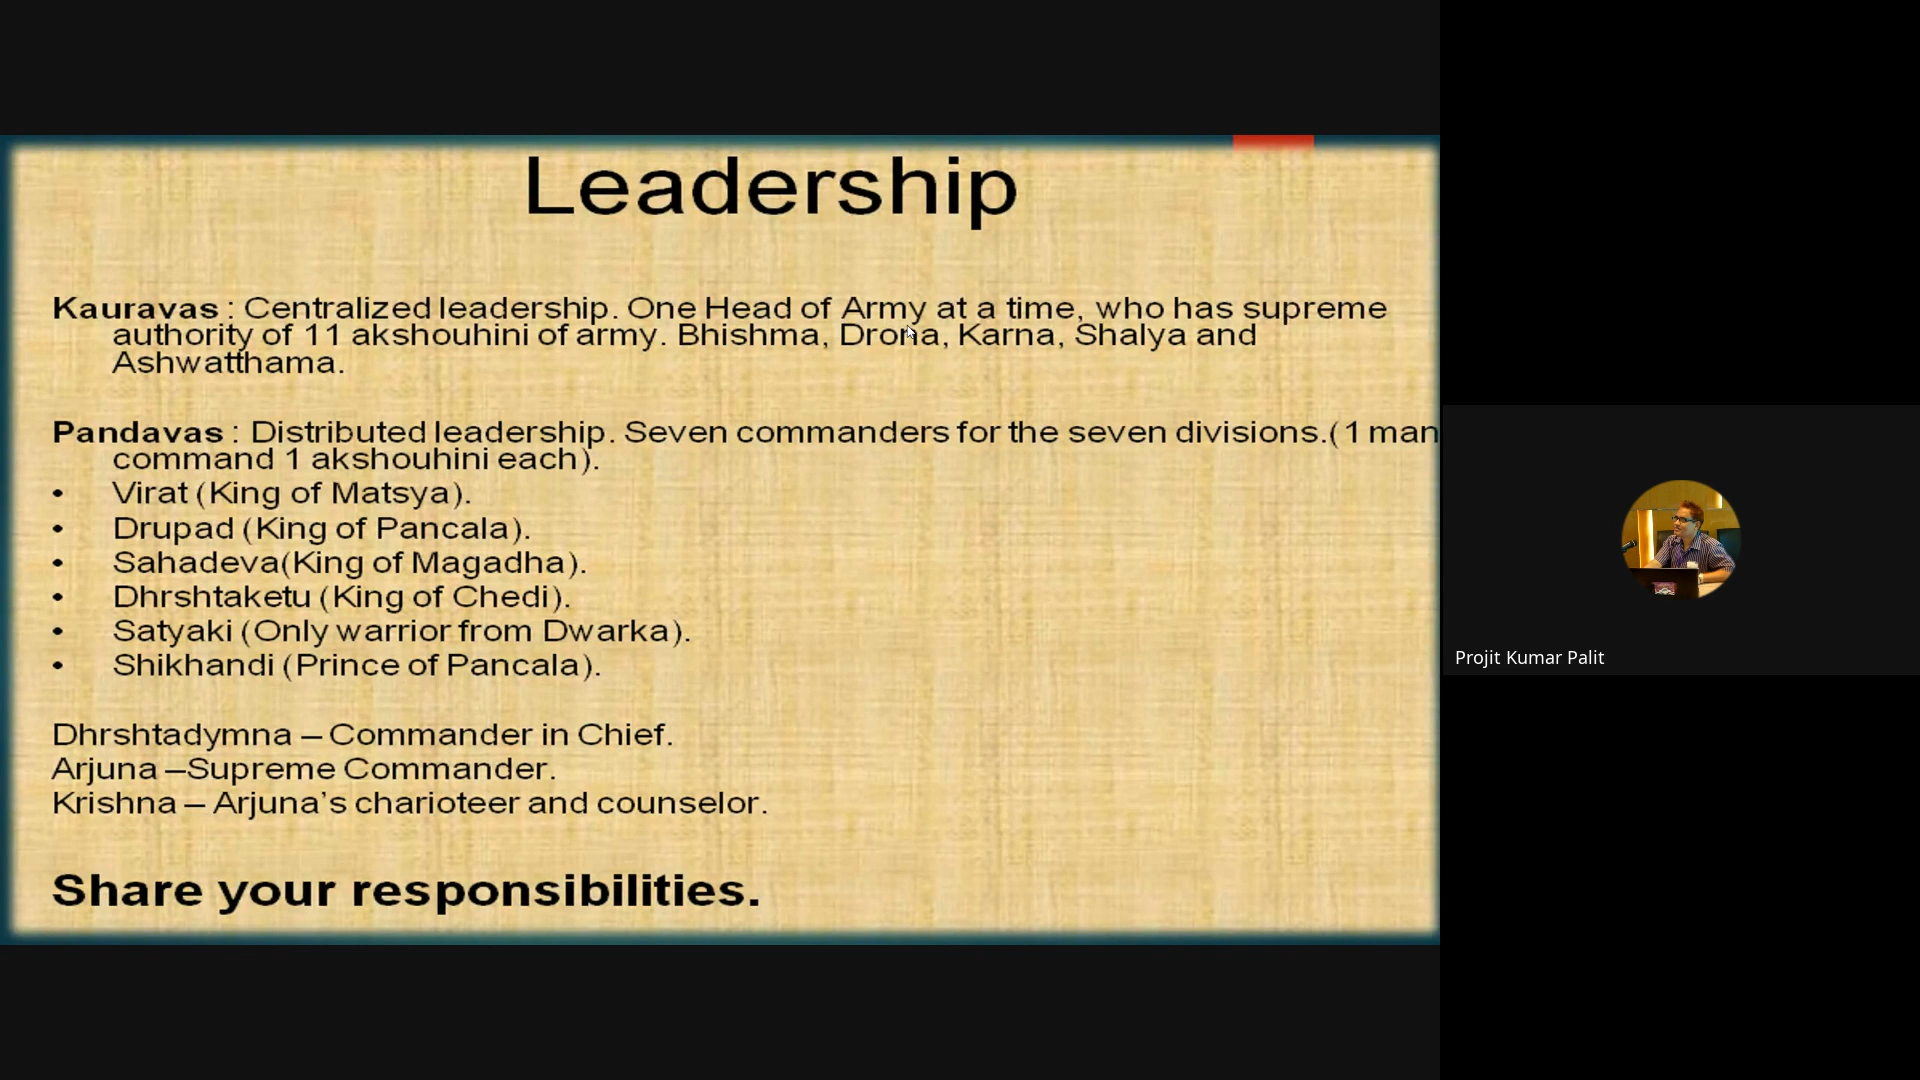 Leadership
Kauravas : Centralized leadership. One Head of Army at a time, who has supreme
authority of 11 akshouhini of army. Bhishma, Drona, Karna, Shalya and
Ashwatthama.
Pandavas : Distributed leadership. Seven commanders for the seven divisions.(1 man
command 1 akshouhini each).
• Virat (King of Matsya).
• Drupad (King of Pancala).
• Sahadeva(King of Magadha).
• Dhrshtaketu (King of Chedi).
• Satyaki (Only warrior from Dwarka).
• Shikhandi (Prince of Pancala).
Dhrshtadymna – Commander in Chief.
Arjuna –Supreme Commander.
Krishna – Arjuna’s charioteer and counselor.
Share your responsibilities.
Projit Kumar Palit